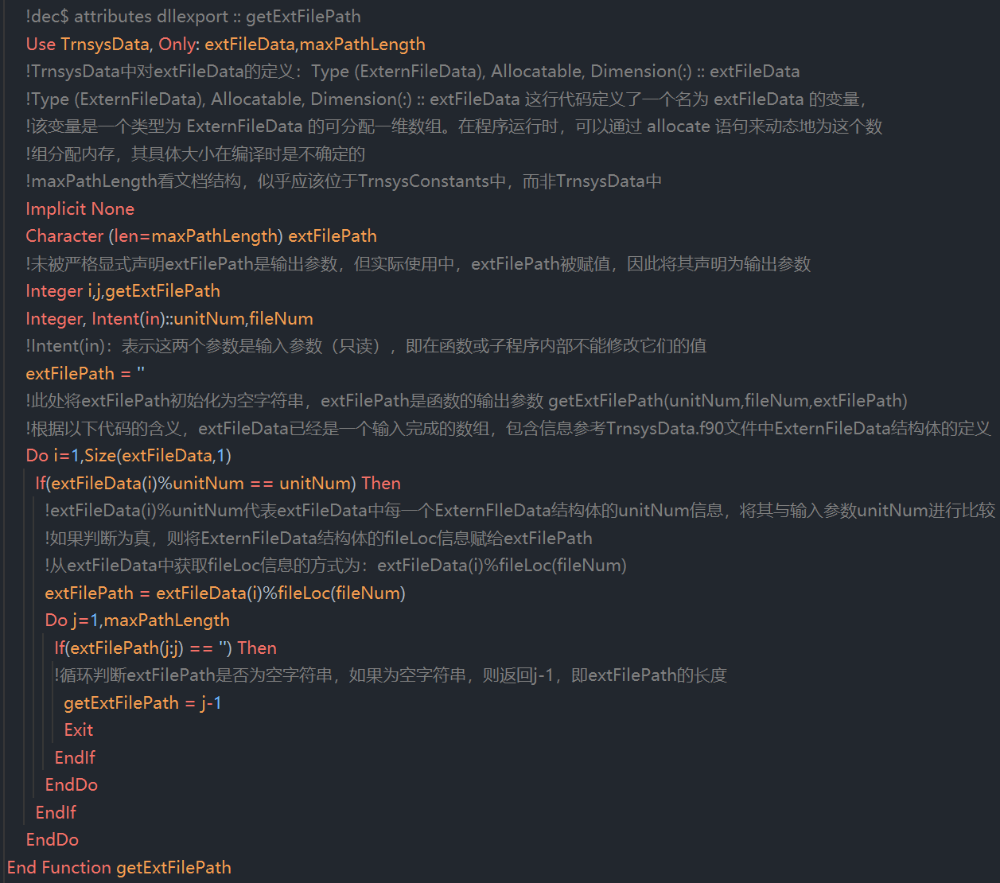 !dec$ attributes dllexport :: getExtFilePath
Use TrnsysData, Only: extFileData,maxPathLength
!TrnsysData中对extFileData的定义：Type (ExternFileData), Allocatable, Dimension(:) :: extFileData
!Type (ExternFileData), Allocatable, Dimension(:) :: extFileData 这行代码定义了一个名为 extFileData 的变量，
!该变量是一个类型为 ExternFileData 的可分配一维数组。在程序运行时，可以通过 allocate 语句来动态地为这个数
!组分配内存，其具体大小在编译时是不确定的
!maxPathLength看文档结构，似乎应该位于TrnsysConstants中，而非TrnsysData中
Implicit None
Character (len=maxPathLength) extFilePath
!未被严格显式声明extFilePath是输出参数，但实际使用中，extFilePath被赋值，因此将其声明为输出参数
Integer i,j,getExtFilePath
Integer, Intent(in)::unitNum,fileNum
!Intent(in)：表示这两个参数是输入参数（只读），即在函数或子程序内部不能修改它们的值
extFilePath = ''
!此处将extFilePath初始化为空字符串，extFilePath是函数的输出参数 getExtFilePath(unitNum,fileNum,extFilePath)
!根据以下代码的含义，extFileData已经是一个输入完成的数组，包含信息参考TrnsysData.f90文件中ExternFileData结构体的定义
Do i=1,Size(extFileData,1)
If(extFileData(i)%unitNum == unitNum) Then
!extFileData(i)%unitNum代表extFileData中每一个ExternFIleData结构体的unitNum信息，将其与输入参数unitNum进行比较
!如果判断为真，则将ExternFileData结构体的fileLoc信息赋给extFilePath
!从extFileData中获取fileLoc信息的方式为：extFileData(i)%fileLoc(fileNum)
extFilePath = extFileData(i)%fileLoc(fileNum)
Do j=1,maxPathLength
If(extFilePath(j:j) == '') Then
!循环判断extFilePath是否为空字符串，如果为空字符串，则返回j-1，即extFilePath的长度
getExtFilePath = j-1
Exit
EndIf
EndDo
EndIf
EndDo
End Function getExtFilePath